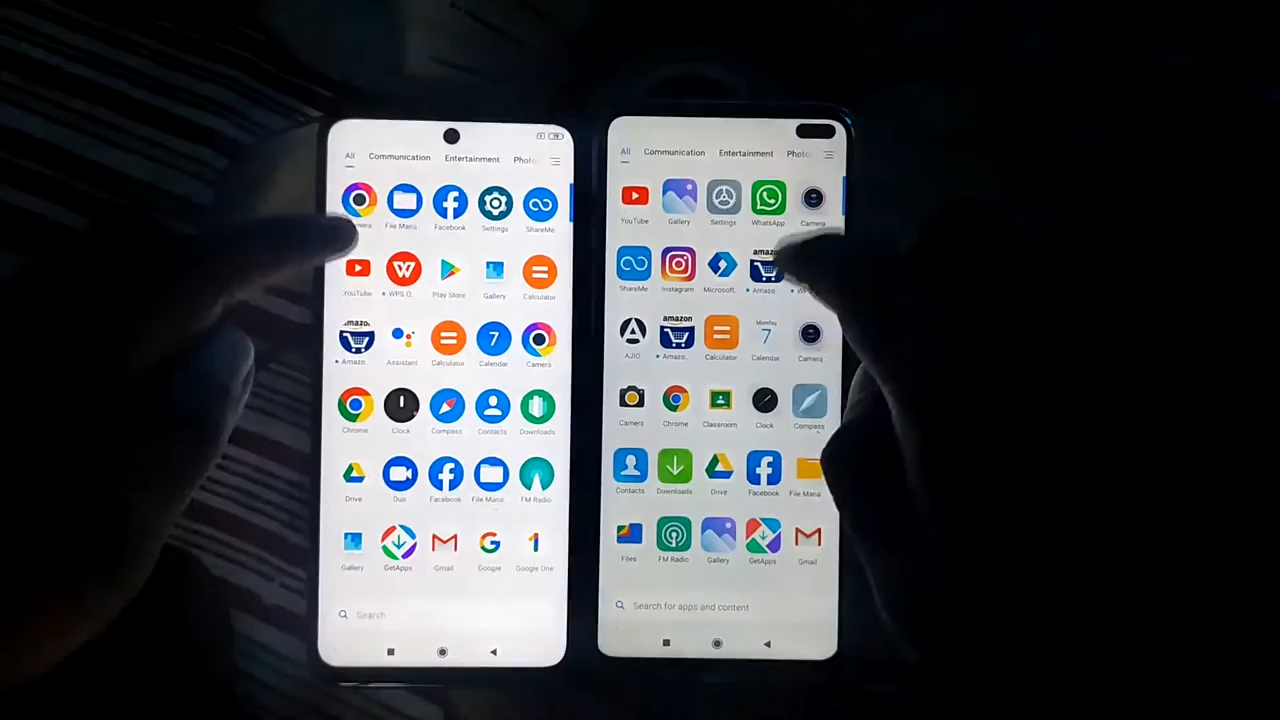 All Communication Entertainment Photo
File Mana.. Facebook Settings ShareMe
YouTube WPS O.. Play Store Gallery Calculator
amazon
7
Amazo.. Assistant Calculator Calendar Camera
Chrome Clock Compass Contacts Downloads
Drive Duo Facebook File Mana.. FM Radio
Gallery GetApps Gmail Google Google One
Search
All Communication Entertainment Photo
YouTube Gallery Settings WhatsApp Camera
amazon
ShareMe Instagram Microsoft.. Amazo..
amazon
Monday
7
AJIO Amazo.. Calculator Calendar Camera
Camera Chrome Classroom Clock Compass
Contacts Downloads Drive Facebook File Mana
Files FM Radio Gallery GetApps Gmail
Search for apps and content